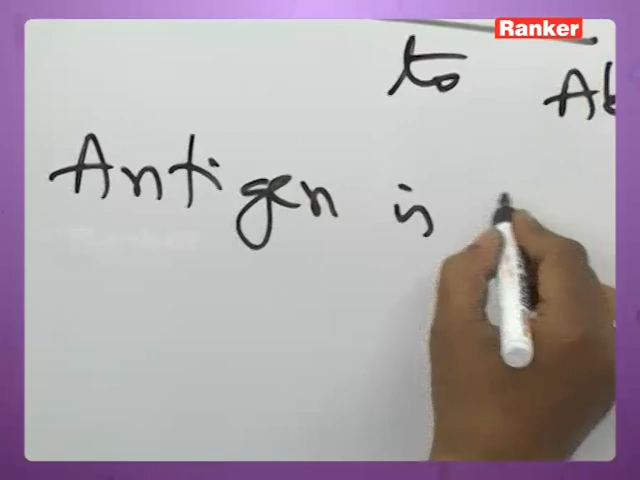 Ranker
to
Antigen is